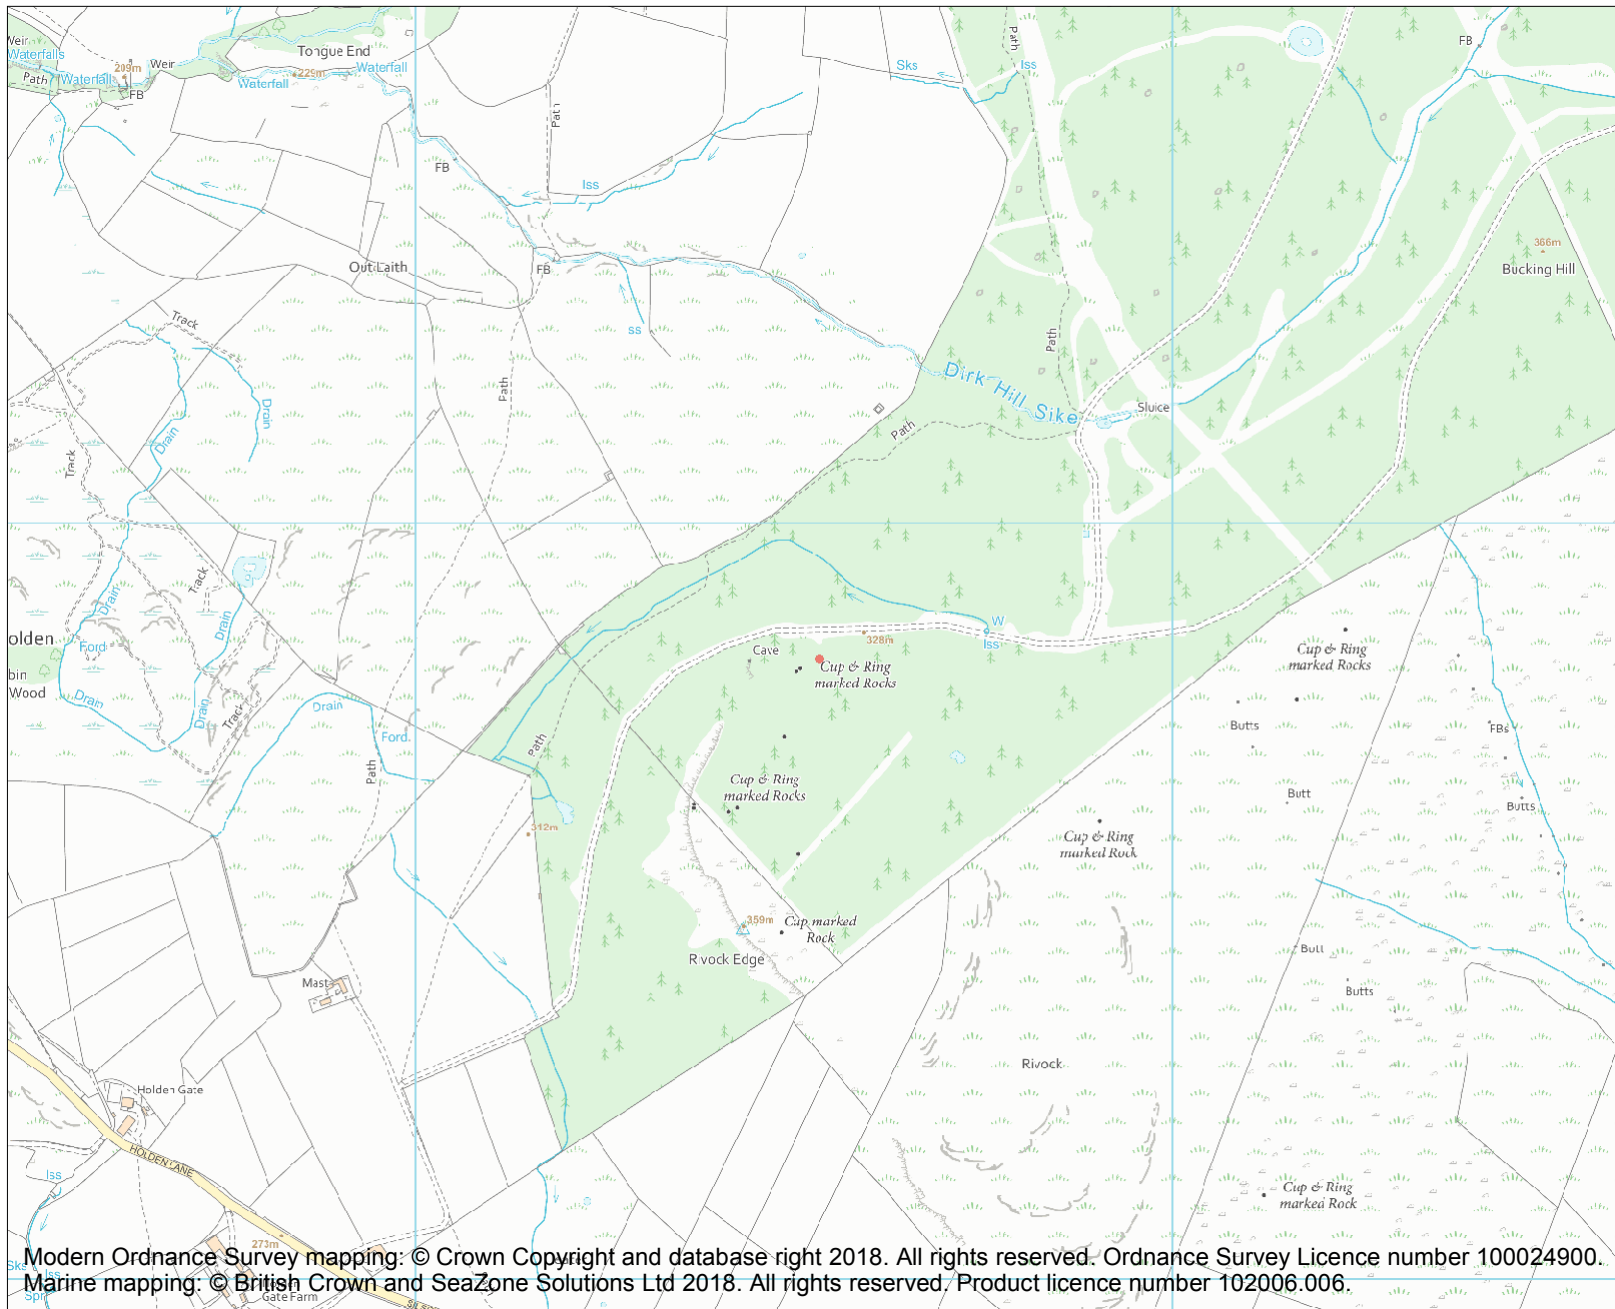 Weir
Waterfalls
Path
Waterfall
209m
FB
Weir
Tongue End
Waterfall
229m
Waterfall
Path
FB
Iss
Sks
Iss
Path
FB
Out Laith
FB
Iss
Path
Bucking Hill
366m
Track
Drain
Drain
Track
Path
Dirk Hill Sike
Sluice
Path
Path
Track
Drain
Drain
Ford
Drain
Drain
Track
Drain
Ford
Path
Path
W
Iss
328m
Cave
Cup & Ring
marked Rocks
Cup & Ring
marked Rocks
Cup & Ring
marked Rocks
Butts
FBs
Butt
Butts
Cup & Ring
marked Rock
312m
359m
Cup marked
Rock
Rivock Edge
Butt
Butts
Mast
Rivock
Holden Gate
HOLDEN LANE
Iss
273m
Cup & Ring
marked Rock
Sks
Iss
Spr
Gate Farm
Modern Ordnance Survey mapping: © Crown Copyright and database right 2018. All rights reserved. Ordnance Survey Licence number 100024900.
Marine mapping: © British Crown and SeaZone Solutions Ltd 2018. All rights reserved. Product licence number 102006.006.